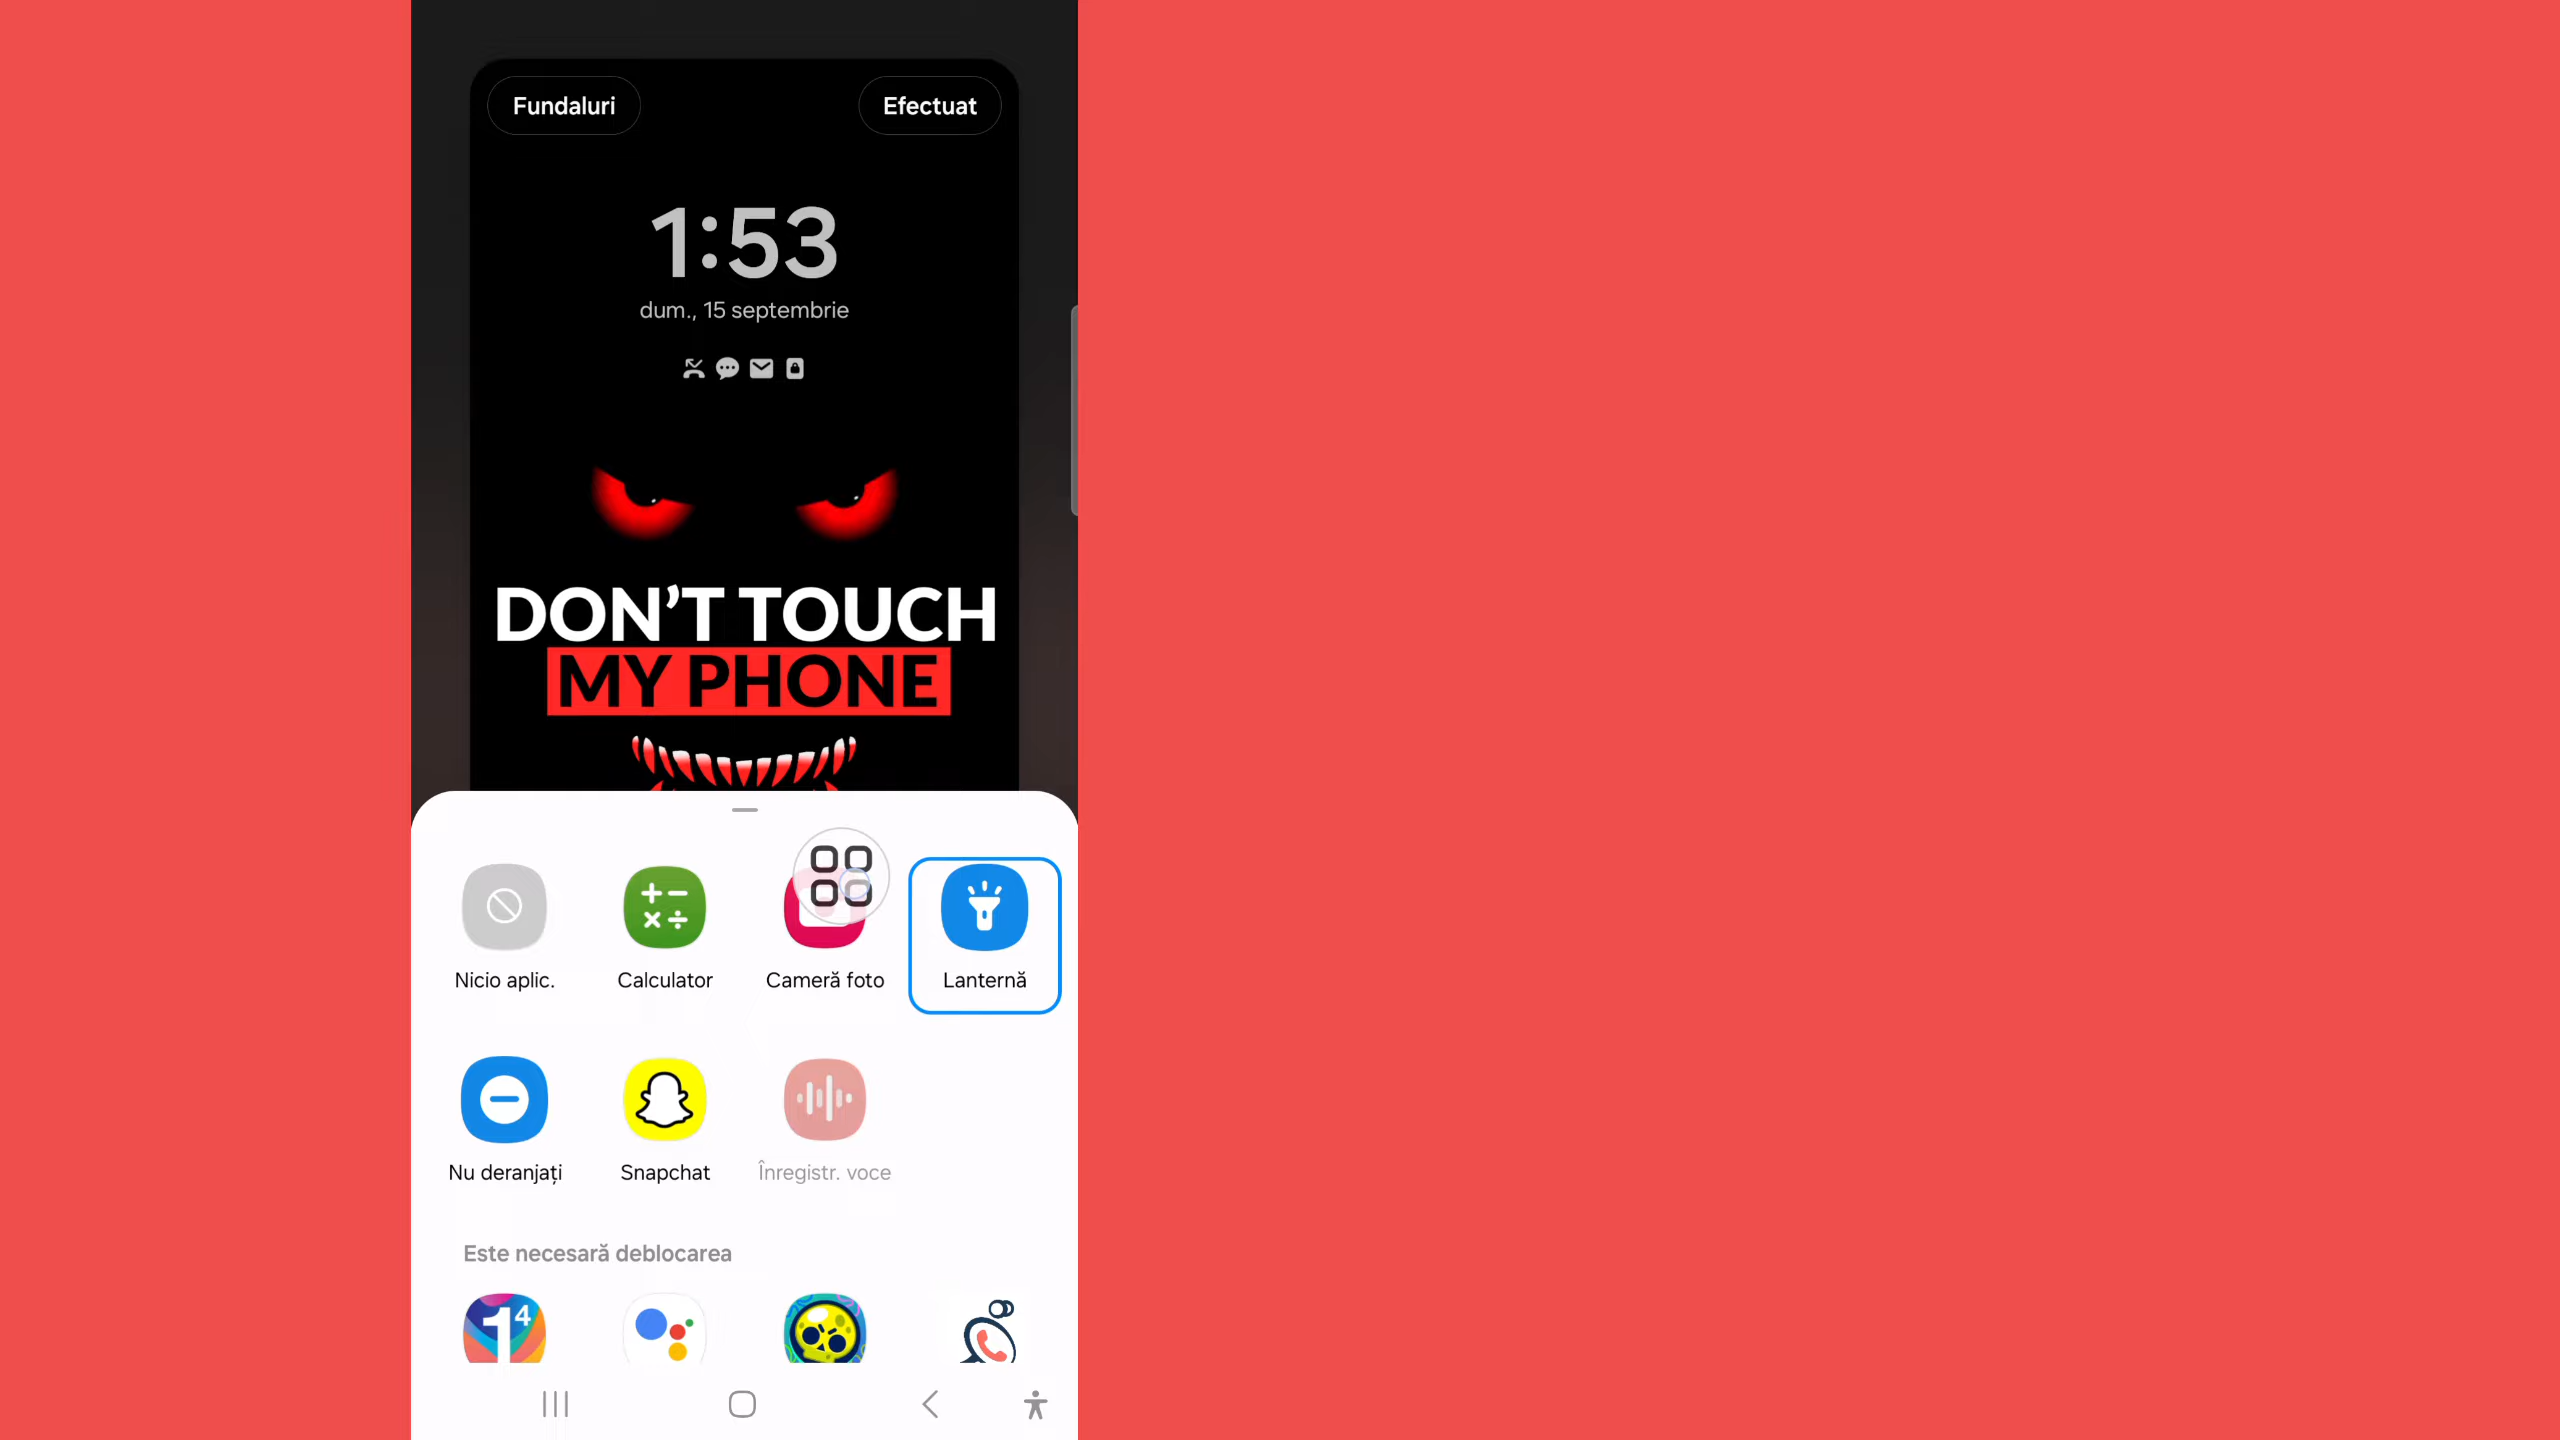 Fundaluri
Efectuat
1:53
dum., 15 septembrie
DON'T TOUCH
MY PHONE
Nicio aplic.
Calculator
Cameră foto
Lanternă
Nu deranjați
Snapchat
Înregistr. voce
Este necesară deblocarea
14